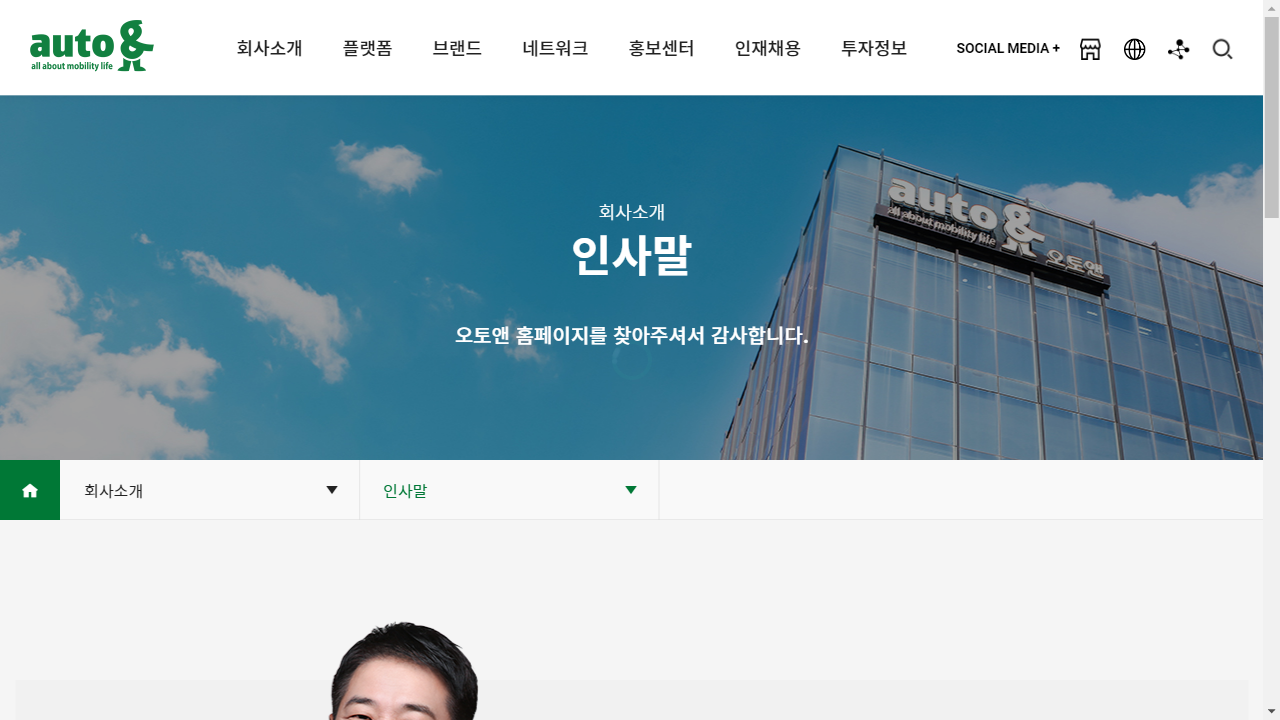 auto&
all about mobility life
회사소개
플랫폼
브랜드
네트워크
홍보센터
인재채용
투자정보
SOCIAL MEDIA +
auto&
all about mobility life
오토앤
회사소개
인사말
오토앤 홈페이지를 찾아주셔서 감사합니다.
회사소개
인사말